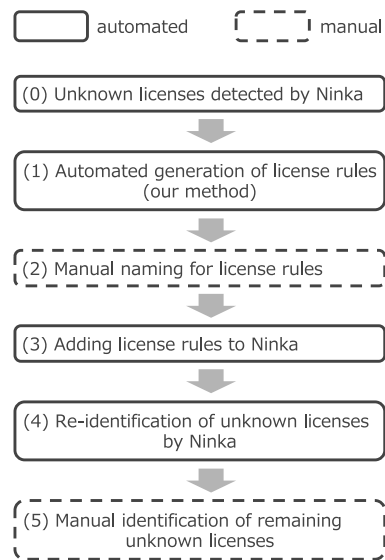 automated
manual
(0) Unknown licenses detected by Ninka
(1) Automated generation of license rules
(our method)
(2) Manual naming for license rules
(3) Adding license rules to Ninka
(4) Re-identification of unknown licenses
by Ninka
(5) Manual identification of remaining
unknown licenses